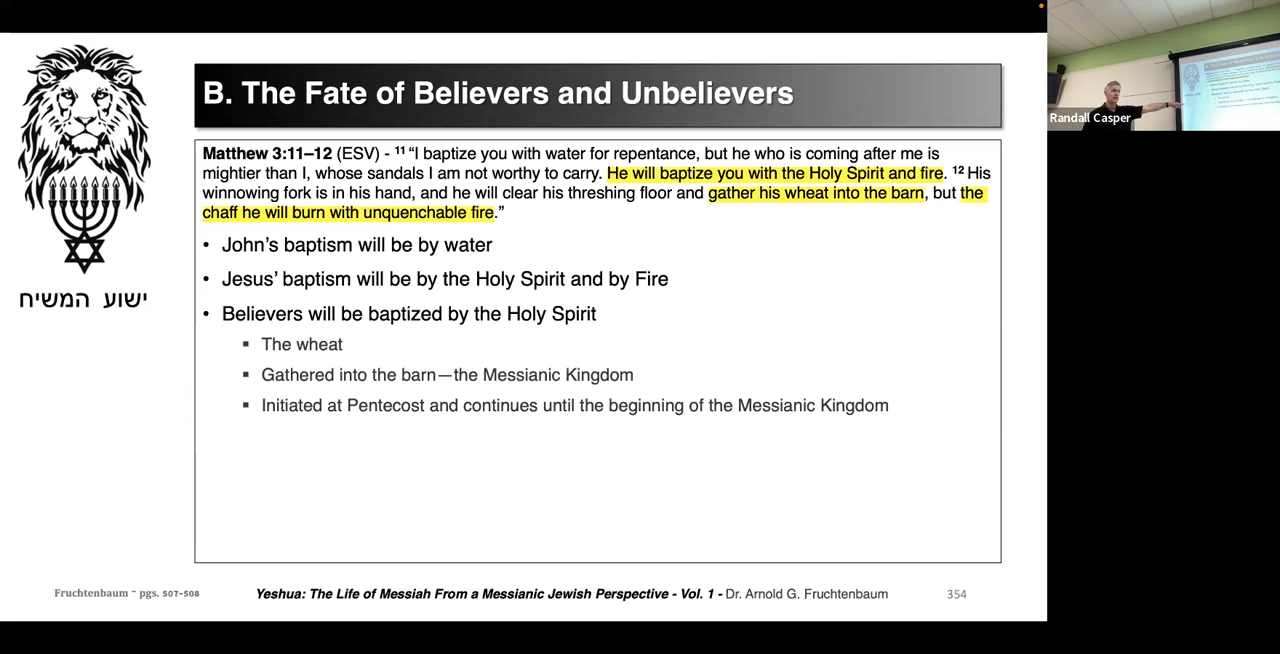 B. The Fate of Believers and Unbelievers
Matthew 3:11–12 (ESV) - ¹¹ “I baptize you with water for repentance, but he who is coming after me is
mightier than I, whose sandals I am not worthy to carry. He will baptize you with the Holy Spirit and fire. ¹² His
winnowing fork is in his hand, and he will clear his threshing floor and gather his wheat into the barn, but the
chaff he will burn with unquenchable fire.”
• John’s baptism will be by water
• Jesus’ baptism will be by the Holy Spirit and by Fire
• Believers will be baptized by the Holy Spirit
▪ The wheat
▪ Gathered into the barn—the Messianic Kingdom
▪ Initiated at Pentecost and continues until the beginning of the Messianic Kingdom
ישוע המשיח
Fruchtenbaum - pgs. 507-508
Yeshua: The Life of Messiah From a Messianic Jewish Perspective - Vol. 1 - Dr. Arnold G. Fruchtenbaum
354
Randall Casper